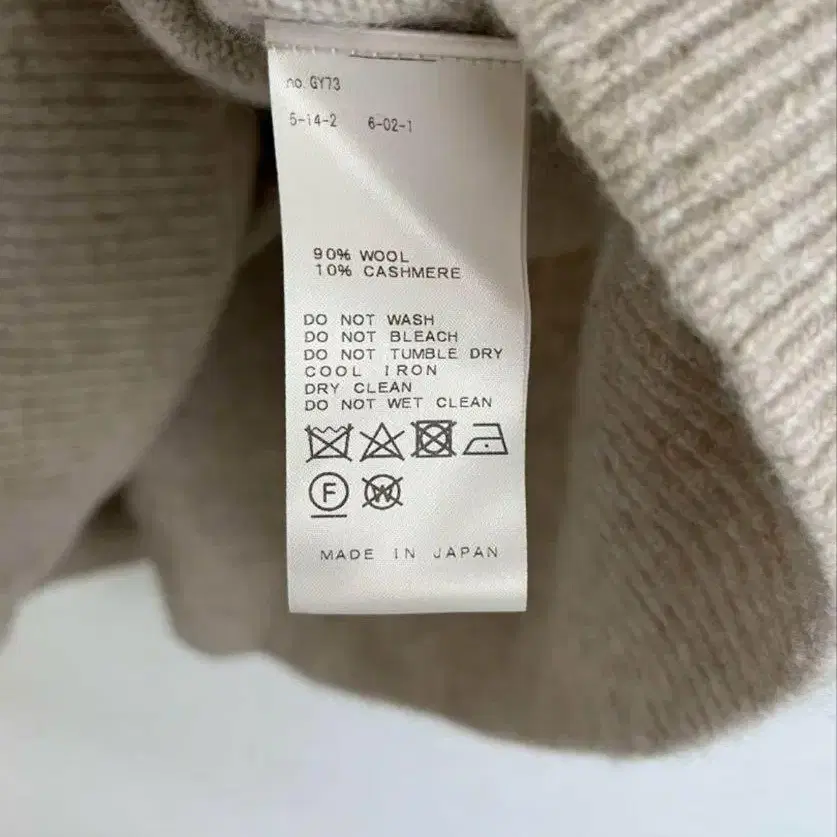 no. GY73
5-14-2 6-02-1
90% WOOL
10% CASHMERE
DO NOT WASH
DO NOT BLEACH
DO NOT TUMBLE DRY
COOL IRON
DRY CLEAN
DO NOT WET CLEAN
F W
MADE IN JAPAN